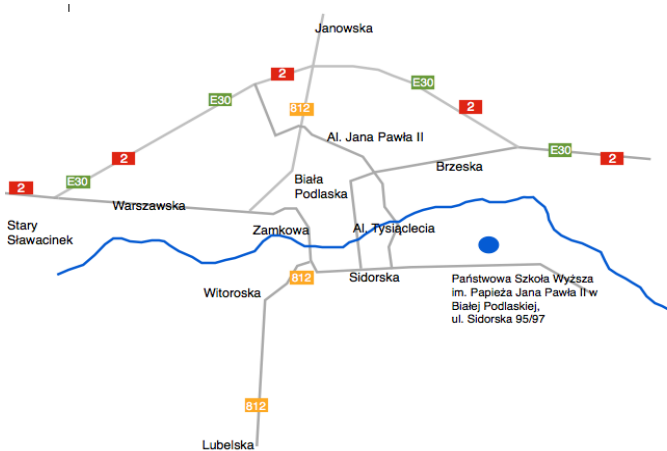 Janowska
2
E30
E30
812
2
Al. Jana Pawła II
2
E30
E30
2
Brzeska
2
Biała
Podlaska
Warszawska
Stary
Sławacinek
Zamkowa
Al. Tysiąclecia
812
Sidorska
Witoroska
Państwowa Szkoła Wyższa
im. Papieża Jana Pawła II w
Białej Podlaskiej,
ul. Sidorska 95/97
812
Lubelska